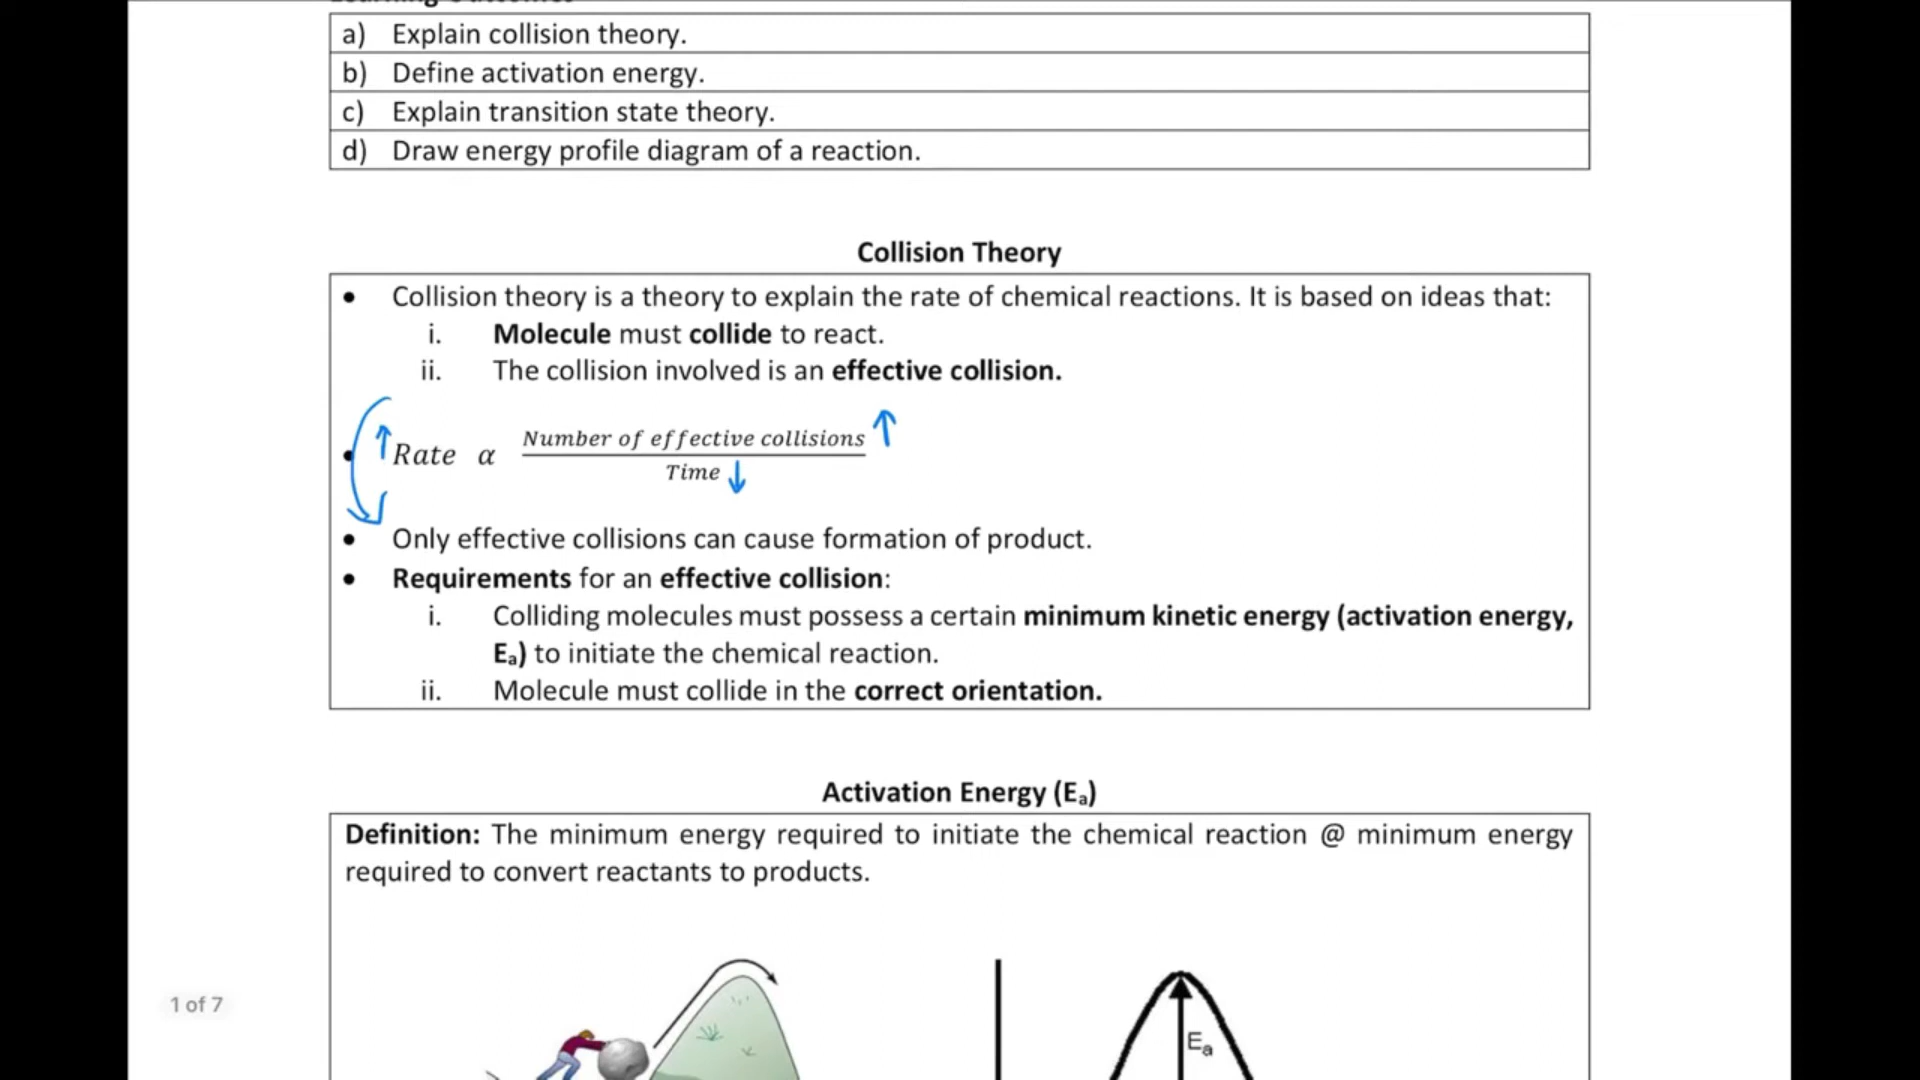 a) Explain collision theory.
b) Define activation energy.
c) Explain transition state theory.
d) Draw energy profile diagram of a reaction.
Collision Theory
• Collision theory is a theory to explain the rate of chemical reactions. It is based on ideas that:
i. Molecule must collide to react.
ii. The collision involved is an effective collision.
• ↑ Rate α Number of effective collisions ↑
Time ↓
• Only effective collisions can cause formation of product.
• Requirements for an effective collision:
i. Colliding molecules must possess a certain minimum kinetic energy (activation energy,
Eₐ) to initiate the chemical reaction.
ii. Molecule must collide in the correct orientation.
Activation Energy (Eₐ)
Definition: The minimum energy required to initiate the chemical reaction @ minimum energy
required to convert reactants to products.
1 of 7
Eₐ